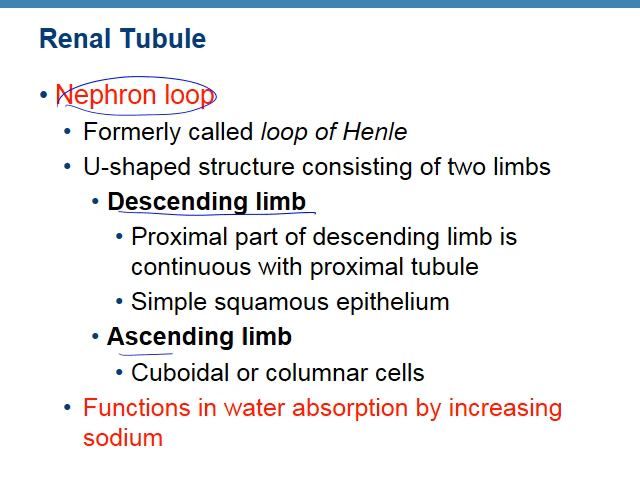 Renal Tubule
• Nephron loop
• Formerly called loop of Henle
• U-shaped structure consisting of two limbs
• Descending limb
• Proximal part of descending limb is
continuous with proximal tubule
• Simple squamous epithelium
• Ascending limb
• Cuboidal or columnar cells
• Functions in water absorption by increasing
sodium